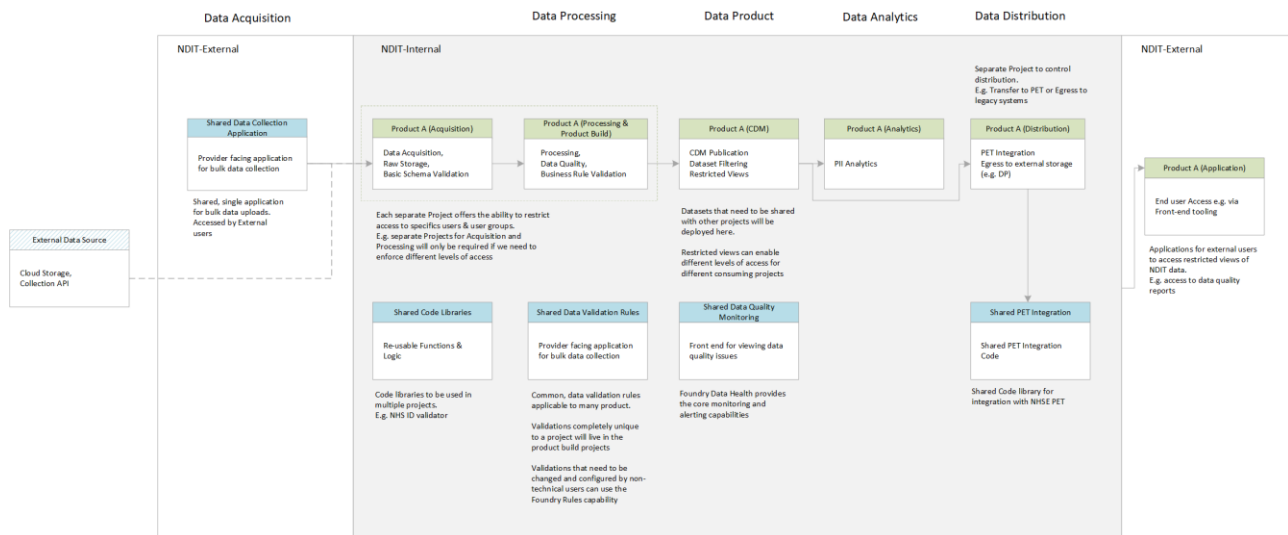 Data Acquisition
Data Processing
Data Product
Data Analytics
Data Distribution
NDIT-External
NDIT-Internal
NDIT-External
Separate Project to control
distribution.
E.g. Transfer to PET or Egress to
legacy systems
Shared Data Collection
Application
Provider facing application
for bulk data collection
Shared, single application
for bulk data uploads.
Accessed by External
users
External Data Source
Cloud Storage,
Collection API
Product A (Acquisition)
Data Acquisition,
Raw Storage,
Basic Schema Validation
Product A (Processing &
Product Build)
Processing,
Data Quality,
Business Rule Validation
Each separate Project offers the ability to restrict
access to specifics users & user groups.
E.g. separate Projects for Acquisition and
Processing will only be required if we need to
enforce different levels of access
Product A (CDM)
CDM Publication
Dataset Filtering
Restricted Views
Datasets that need to be shared
with other projects will be
deployed here.
Restricted views can enable
different levels of access for
different consuming projects
Product A (Analytics)
PII Analytics
Product A (Distribution)
PET Integration
Egress to external storage
(e.g. DP)
Product A (Application)
End user Access e.g. via
Front-end tooling
Applications for external users
to access restricted views of
NDIT data.
E.g. access to data quality
reports
Shared Code Libraries
Re-usable Functions &
Logic
Code libraries to be used in
multiple projects.
E.g. NHS ID validator
Shared Data Validation Rules
Provider facing application
for bulk data collection
Common, data validation rules
applicable to many product.
Validations completely unique
to a project will live in the
product build projects
Validations that need to be
changed and configured by non-
technical users can use the
Foundry Rules capability
Shared Data Quality
Monitoring
Front end for viewing data
quality issues
Foundry Data Health provides
the core monitoring and
alerting capabilities
Shared PET Integration
Shared PET Integration
Code
Shared Code library for
integration with NHSE PET